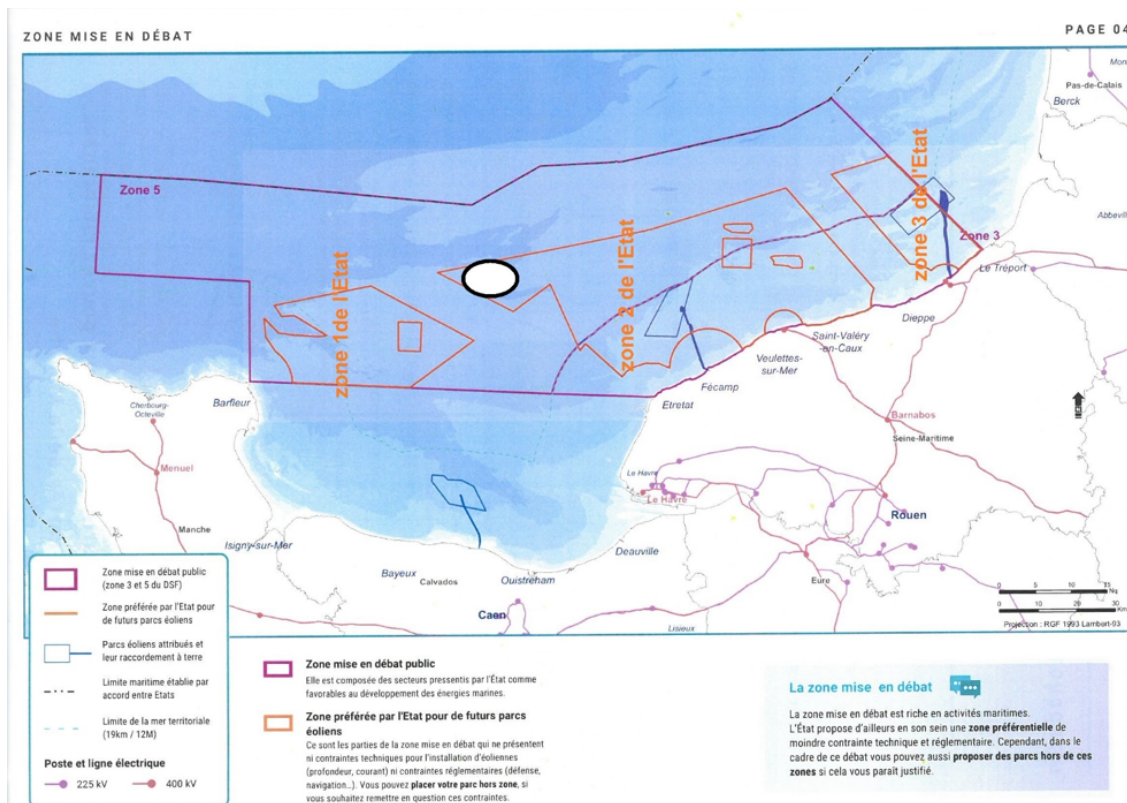 ZONE MISE EN DÉBAT
PAGE 04
Pas-de-Calais
Berck
Zone 5
zone 1de l'Etat
zone 2 de l'Etat
zone 3 de l'Etat
Zone 3
Le Tréport
Dieppe
Saint-Valéry
-en-Caux
Veulettes-
sur-Mer
Fécamp
Etretat
Cherbourg-
Octeville
Barfleur
Menuel
Manche
Barnabos
Seine-Maritime
Le Havre
Le Havre
Rouen
Isigny-sur-Mer
Bayeux
Calvados
Ouistreham
Deauville
Caen
Lisieux
Eure
0 5 10 15
Nq
0 10 20 30
Km
Projection : RGF 1993 Lambert-93
Zone mise en débat public
(zone 3 et 5 du DSF)
Zone préférée par l'Etat pour
de futurs parcs
éoliens
Parcs éoliens attribués et
leur raccordement à terre
Limite maritime établie par
accord entre Etats
Limite de la mer territoriale
(19km / 12M)
Poste et ligne électrique
225 kV
400 kV
Zone mise en débat public
Elle est composée des secteurs pressentis par l'État comme
favorables au développement des énergies marines.
Zone préférée par l'Etat pour de futurs parcs
éoliens
Ce sont les parties de la zone mise en débat qui ne présentent
ni contraintes techniques pour l'installation d'éoliennes
(profondeur, courant) ni contraintes réglementaires (défense,
navigation...). Vous pouvez placer votre parc hors zone, si
vous souhaitez remettre en question ces contraintes.
La zone mise en débat
La zone mise en débat est riche en activités maritimes.
L'État propose d'ailleurs en son sein une zone préférentielle de
moindre contrainte technique et réglementaire. Cependant, dans le
cadre de ce débat vous pouvez aussi proposer des parcs hors de ces
zones si cela vous parait justifié.